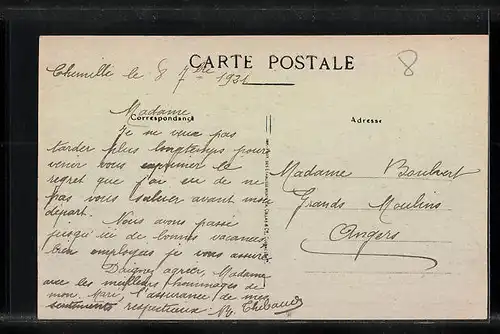 CARTE POSTALE
8
Chemillé le 8 7bre 1931
Correspondance
Adresse
Madame
Je ne veux pas
tarder plus longtemps pour
venir vous exprimer le
regret que j'ai eu de ne
pas vous saluer avant mon
départ.
Nous avons passé
jusqu'ici de bonnes vacances
bien employées je vous assure.
Daignez agréer, Madame
avec les meilleurs hommages de
mon Mari, l'assurance de mes
sentiments respectueux. Thibaud
Madame Boulvert
Grands Moulins
Angers